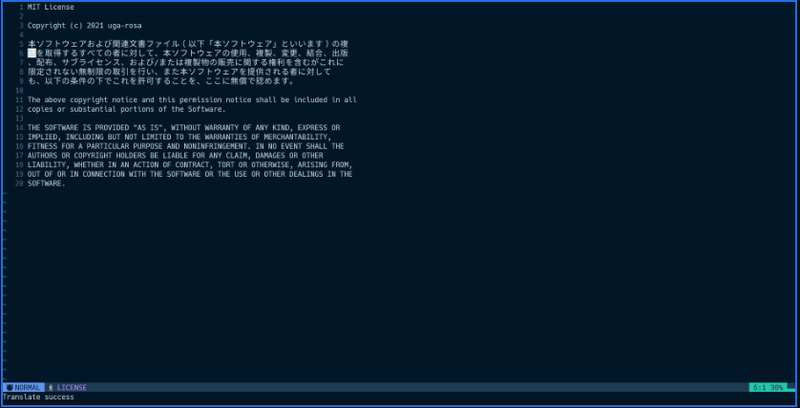 1 MIT License
2
3 Copyright (c) 2021 uga-rosa
4
5 本ソフトウェアおよび関連文書ファイル(以下「本ソフトウェア」といいます)の複
6 を取得するすべての者に対して、本ソフトウェアの使用、複製、変更、結合、出版
7 、配布、サブライセンス、および/または複製物の販売に関する権利を含むがこれに
8 限定されない無制限の取引を行い、また本ソフトウェアを提供される者に対して
9 も、以下の条件の下でこれを許可することを、ここに無償で認めます。
10
11 The above copyright notice and this permission notice shall be included in all
12 copies or substantial portions of the Software.
13
14 THE SOFTWARE IS PROVIDED "AS IS", WITHOUT WARRANTY OF ANY KIND, EXPRESS OR
15 IMPLIED, INCLUDING BUT NOT LIMITED TO THE WARRANTIES OF MERCHANTABILITY,
16 FITNESS FOR A PARTICULAR PURPOSE AND NONINFRINGEMENT. IN NO EVENT SHALL THE
17 AUTHORS OR COPYRIGHT HOLDERS BE LIABLE FOR ANY CLAIM, DAMAGES OR OTHER
18 LIABILITY, WHETHER IN AN ACTION OF CONTRACT, TORT OR OTHERWISE, ARISING FROM,
19 OUT OF OR IN CONNECTION WITH THE SOFTWARE OR THE USE OR OTHER DEALINGS IN THE
20 SOFTWARE.
NORMAL LICENSE 6:1 30%
Translate success